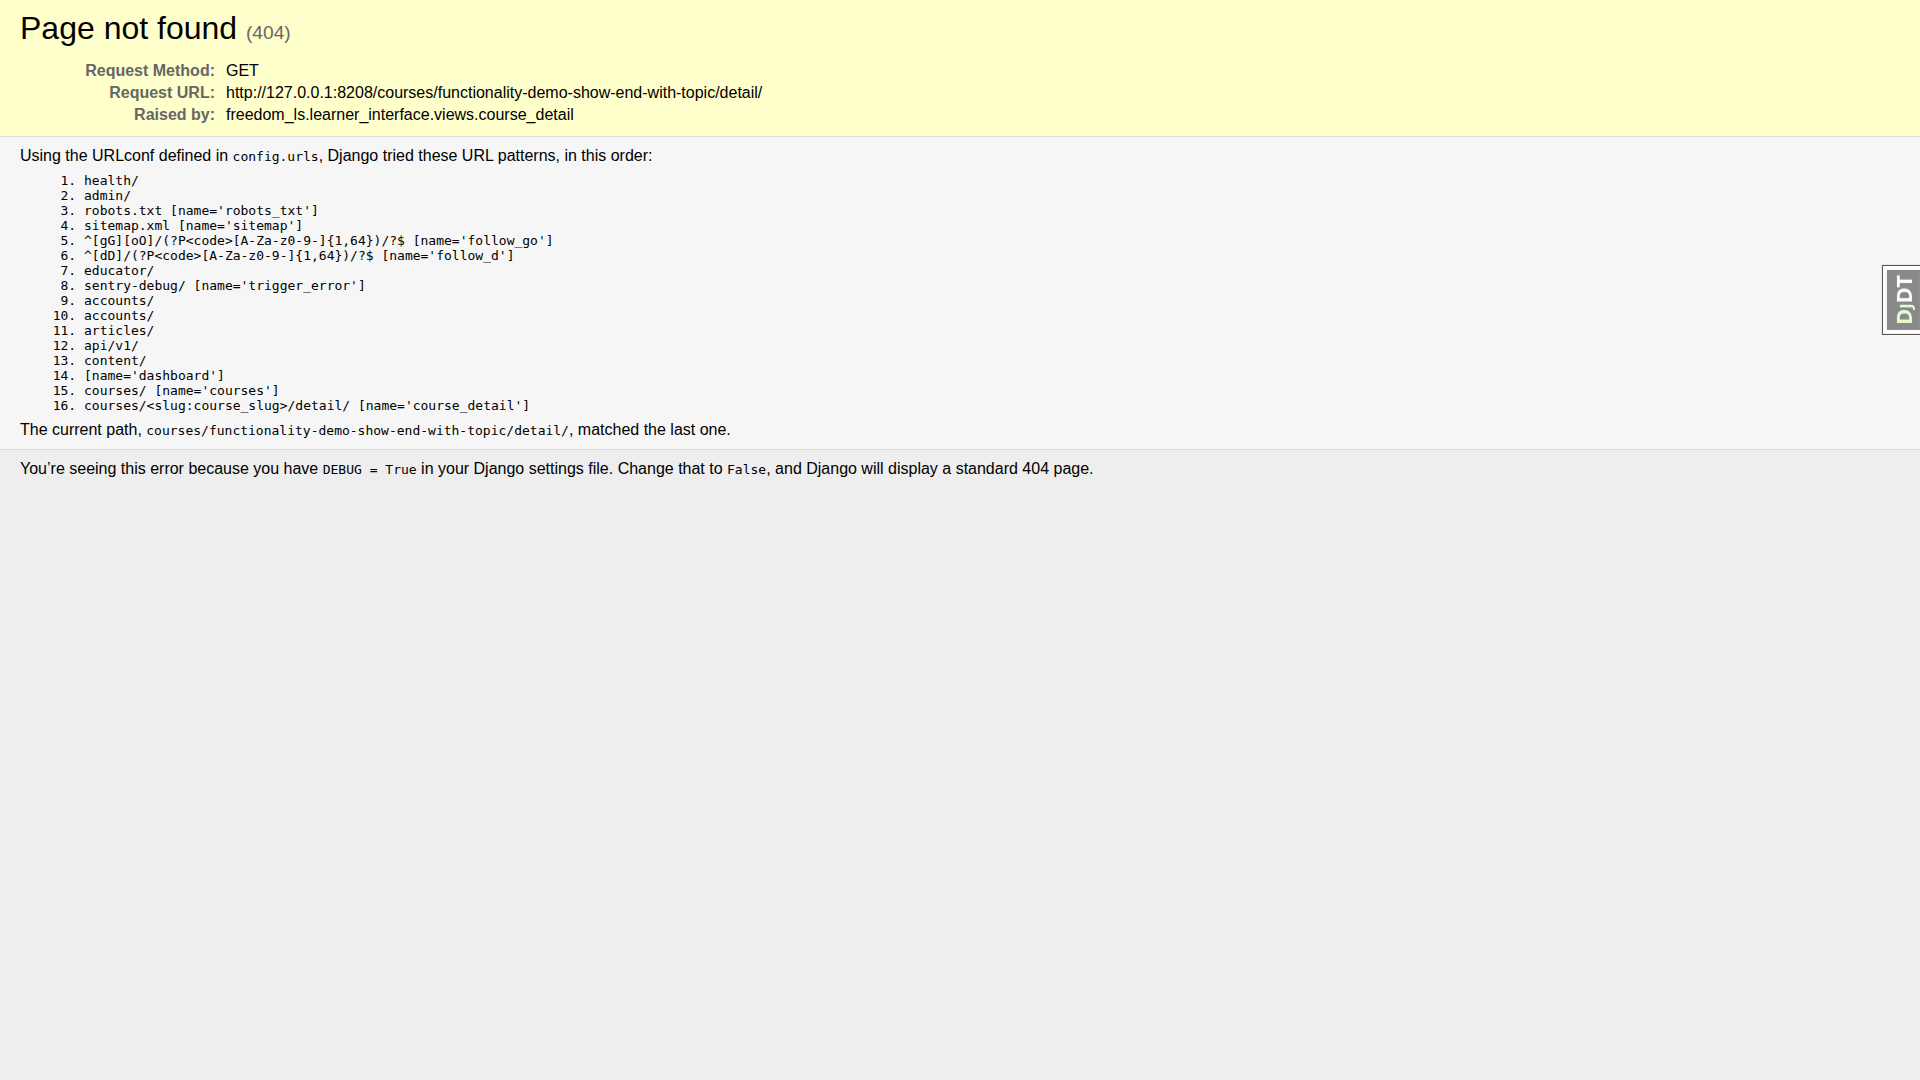 Page not found (404)
Request Method: GET
Request URL: http://127.0.0.1:8208/courses/functionality-demo-show-end-with-topic/detail/
Raised by: freedom_ls.learner_interface.views.course_detail
Using the URLconf defined in config.urls, Django tried these URL patterns, in this order:
1. health/
2. admin/
3. robots.txt [name='robots_txt']
4. sitemap.xml [name='sitemap']
5. ^[gG][oO]/(?P<code>[A-Za-z0-9-]{1,64})/?$ [name='follow_go']
6. ^[dD]/(?P<code>[A-Za-z0-9-]{1,64})/?$ [name='follow_d']
7. educator/
8. sentry-debug/ [name='trigger_error']
9. accounts/
10. accounts/
11. articles/
12. api/v1/
13. content/
14. [name='dashboard']
15. courses/ [name='courses']
16. courses/<slug:course_slug>/detail/ [name='course_detail']
The current path, courses/functionality-demo-show-end-with-topic/detail/, matched the last one.
You’re seeing this error because you have DEBUG = True in your Django settings file. Change that to False, and Django will display a standard 404 page.
DJDT